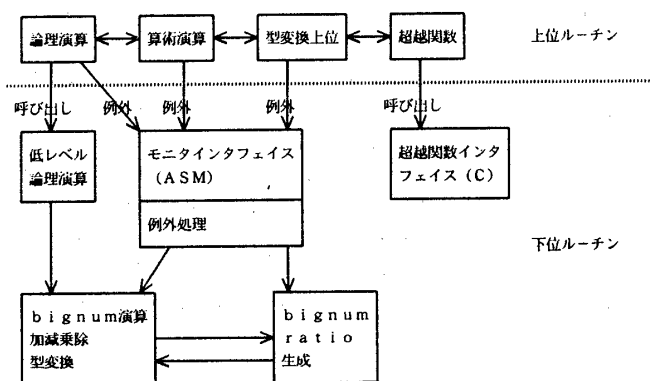 論理演算 算術演算 型変換上位 超越関数 上位ルーチン
呼び出し 例外 例外 例外 呼び出し
低レベル
論理演算
モニタインタフェイス
(ASM)
例外処理
超越関数インタ
フェイス(C)
下位ルーチン
bignum演算
加減乗除
型変換
bignum
ratio
生成